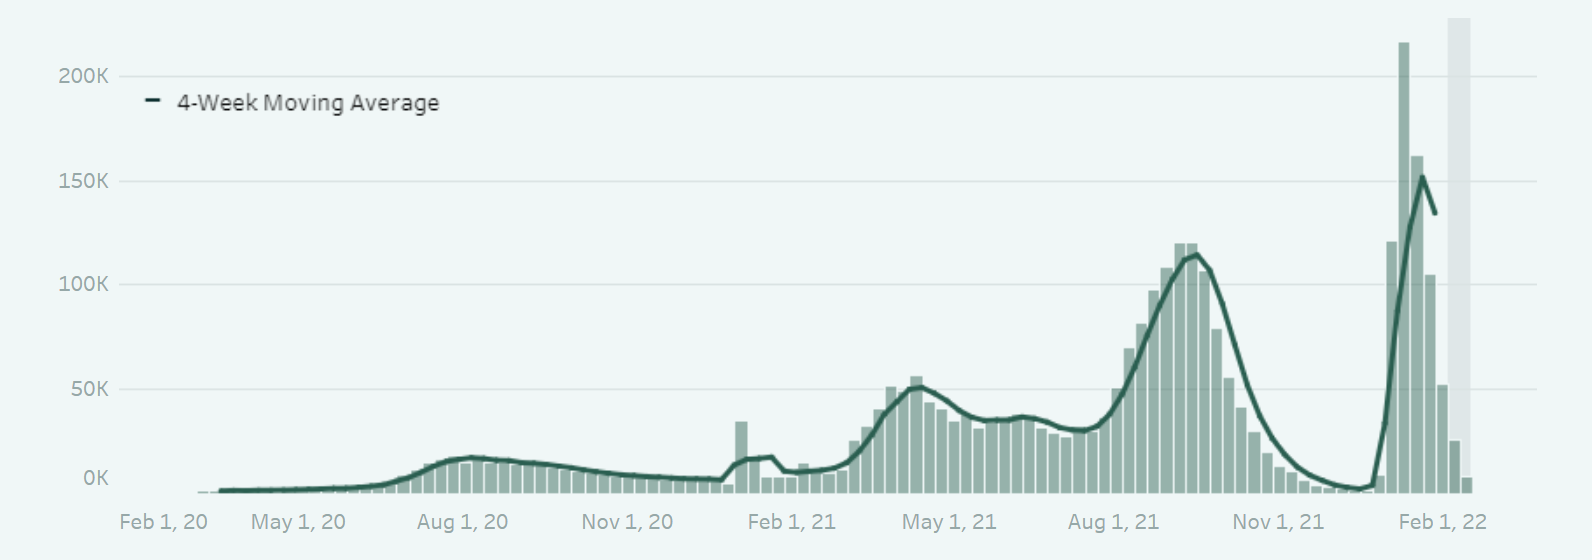 200K
4-Week Moving Average
150K
100K
50K
0K
Feb 1, 20 May 1, 20 Aug 1, 20 Nov 1, 20 Feb 1, 21 May 1, 21 Aug 1, 21 Nov 1, 21 Feb 1, 22